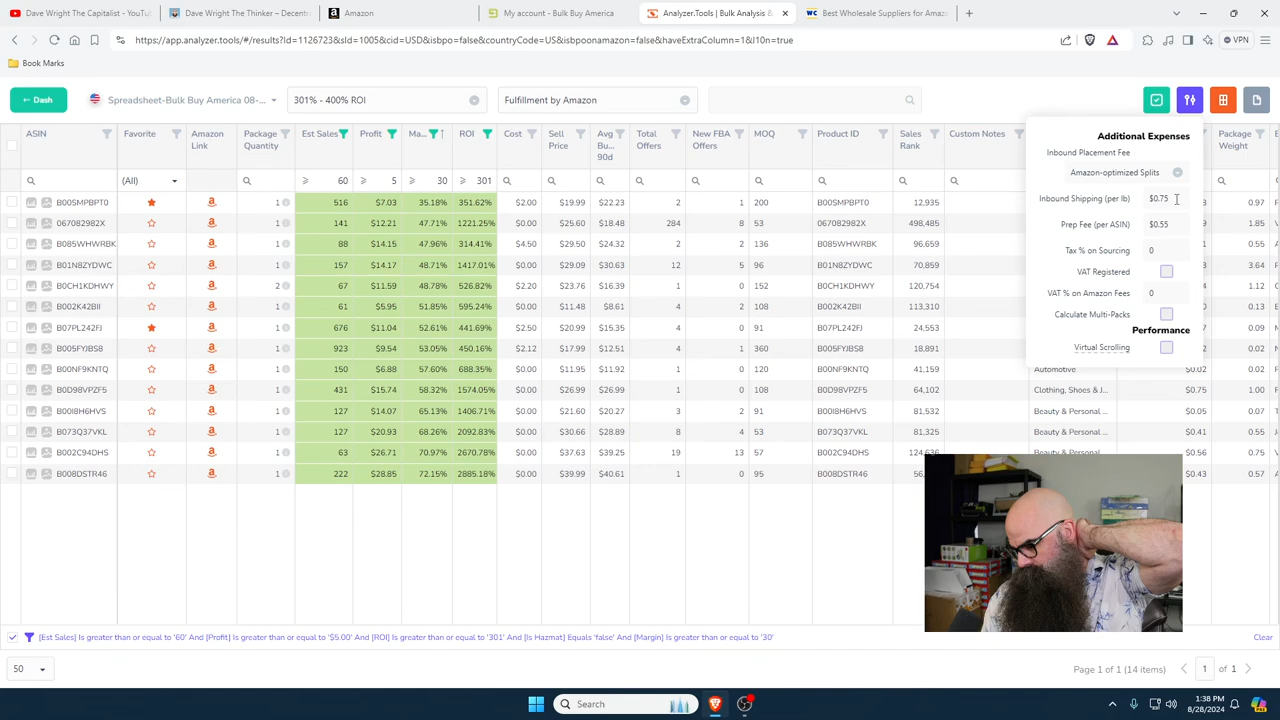 Dave Wright The Canadict - YouTu
Dave Wright The Thinker – Decentr
Amazon
My account - Bulk Buy America
Analyzer.Tools | Bulk Analysis &
Best Wholesale Suppliers for Amaz
https://app.analyzer.tools/#/results?Id=1126723&sId=1005&cid=USD&isbpo=false&countryCode=US&isbpoonamazon=false&haveExtraColumn=1&l10n=true
VPN
Book Marks
← Dash
Spreadsheet-Bulk Buy America 08-...
301% - 400% ROI
Fulfillment by Amazon
ASIN Favorite Amazon Link Package Quantity Est Sales Profit Ma... ROI Cost Sell Price Avg Bu... 90d Total Offers New FBA Offers MOQ Product ID Sales Rank Custom Notes Package Weight
(All) ≥ 60 ≥ 5 ≥ 30 ≥ 301
B00SMPBPT0 1 516 $7.03 35.18% 351.62% $2.00 $19.99 $22.23 2 1 200 B00SMPBPT0 12,935 0.97
067082982X 1 141 $12.21 47.71% 1221.25% $0.00 $25.60 $18.48 284 8 53 067082982X 498,485 1.85
B085WHWRBK 1 88 $14.15 47.96% 314.41% $4.50 $29.50 $24.32 2 2 136 B085WHWRBK 96,659 0.55
B01N8ZYDWC 1 157 $14.17 48.71% 1417.01% $0.00 $29.09 $30.63 12 5 96 B01N8ZYDWC 70,859 3.64
B0CH1KDHWY 2 67 $11.59 48.78% 526.82% $2.20 $23.76 $16.39 1 0 152 B0CH1KDHWY 120,754 1.12
B002K42BII 1 61 $5.95 51.85% 595.24% $0.00 $11.48 $8.61 4 2 108 B002K42BII 113,310 0.13
B07PL242FJ 1 676 $11.04 52.61% 441.69% $2.50 $20.99 $15.35 4 0 91 B07PL242FJ 24,553 0.07
B005FYJBS8 1 923 $9.54 53.05% 450.16% $2.12 $17.99 $12.51 4 1 360 B005FYJBS8 18,891 0.40
B00NF9KNTQ 1 150 $6.88 57.60% 688.35% $0.00 $11.95 $11.92 1 0 120 B00NF9KNTQ 41,159 Automotive $0.02 0.02
B0D98VPZF5 1 431 $15.74 58.32% 1574.05% $0.00 $26.99 $26.99 1 0 108 B0D98VPZF5 64,102 Clothing, Shoes & J... $0.75 1.00
B00I8H6HVS 1 127 $14.07 65.13% 1406.71% $0.00 $21.60 $20.27 3 2 91 B00I8H6HVS 81,532 Beauty & Personal ... $0.05 0.07
B073Q37VKL 1 127 $20.93 68.26% 2092.83% $0.00 $30.66 $28.89 8 4 53 B073Q37VKL 81,325 Beauty & Personal ... $0.41 0.55
B002C94DHS 1 63 $26.71 70.97% 2670.78% $0.00 $37.63 $39.25 19 13 57 B002C94DHS 124,636 Beauty & Personal ... $0.56 0.75
B008DSTR46 1 222 $28.85 72.15% 2885.18% $0.00 $39.99 $40.61 1 0 95 B008DSTR46 $0.43 0.57
Additional Expenses
Inbound Placement Fee
Amazon-optimized Splits
Inbound Shipping (per lb) $0.75
Prep Fee (per ASIN) $0.55
Tax % on Sourcing 0
VAT Registered
VAT % on Amazon Fees 0
Calculate Multi-Packs
Performance
Virtual Scrolling
[Est Sales] Is greater than or equal to '60' And [Profit] Is greater than or equal to '$5.00' And [ROI] Is greater than or equal to '301' And [Is Hazmat] Equals 'false' And [Margin] Is greater than or equal to '30'
Clear
50
Page 1 of 1 (14 items)
1 of 1
Search
1:38 PM
8/28/2024